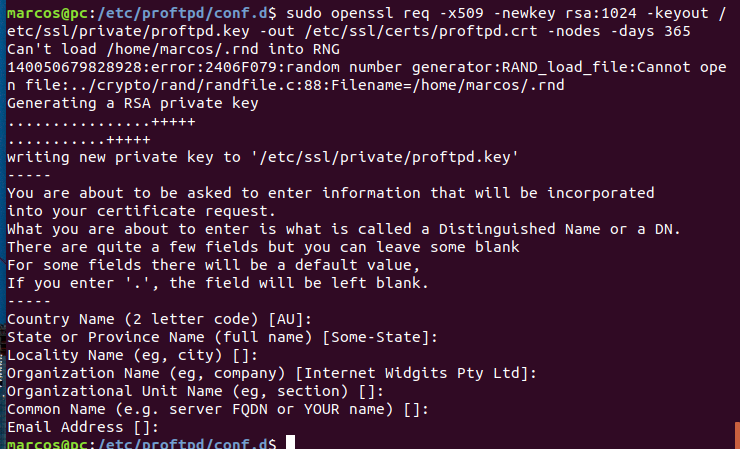 marcos@pc:/etc/proftpd/conf.d$ sudo openssl req -x509 -newkey rsa:1024 -keyout /
etc/ssl/private/proftpd.key -out /etc/ssl/certs/proftpd.crt -nodes -days 365
Can't load /home/marcos/.rnd into RNG
140050679828928:error:2406F079:random number generator:RAND_load_file:Cannot ope
n file:../crypto/rand/randfile.c:88:Filename=/home/marcos/.rnd
Generating a RSA private key
................+++++
...........+++++
writing new private key to '/etc/ssl/private/proftpd.key'
-----
You are about to be asked to enter information that will be incorporated
into your certificate request.
What you are about to enter is what is called a Distinguished Name or a DN.
There are quite a few fields but you can leave some blank
For some fields there will be a default value,
If you enter '.', the field will be left blank.
-----
Country Name (2 letter code) [AU]:
State or Province Name (full name) [Some-State]:
Locality Name (eg, city) []:
Organization Name (eg, company) [Internet Widgits Pty Ltd]:
Organizational Unit Name (eg, section) []:
Common Name (e.g. server FQDN or YOUR name) []:
Email Address []:
marcos@pc:/etc/proftpd/conf.d$